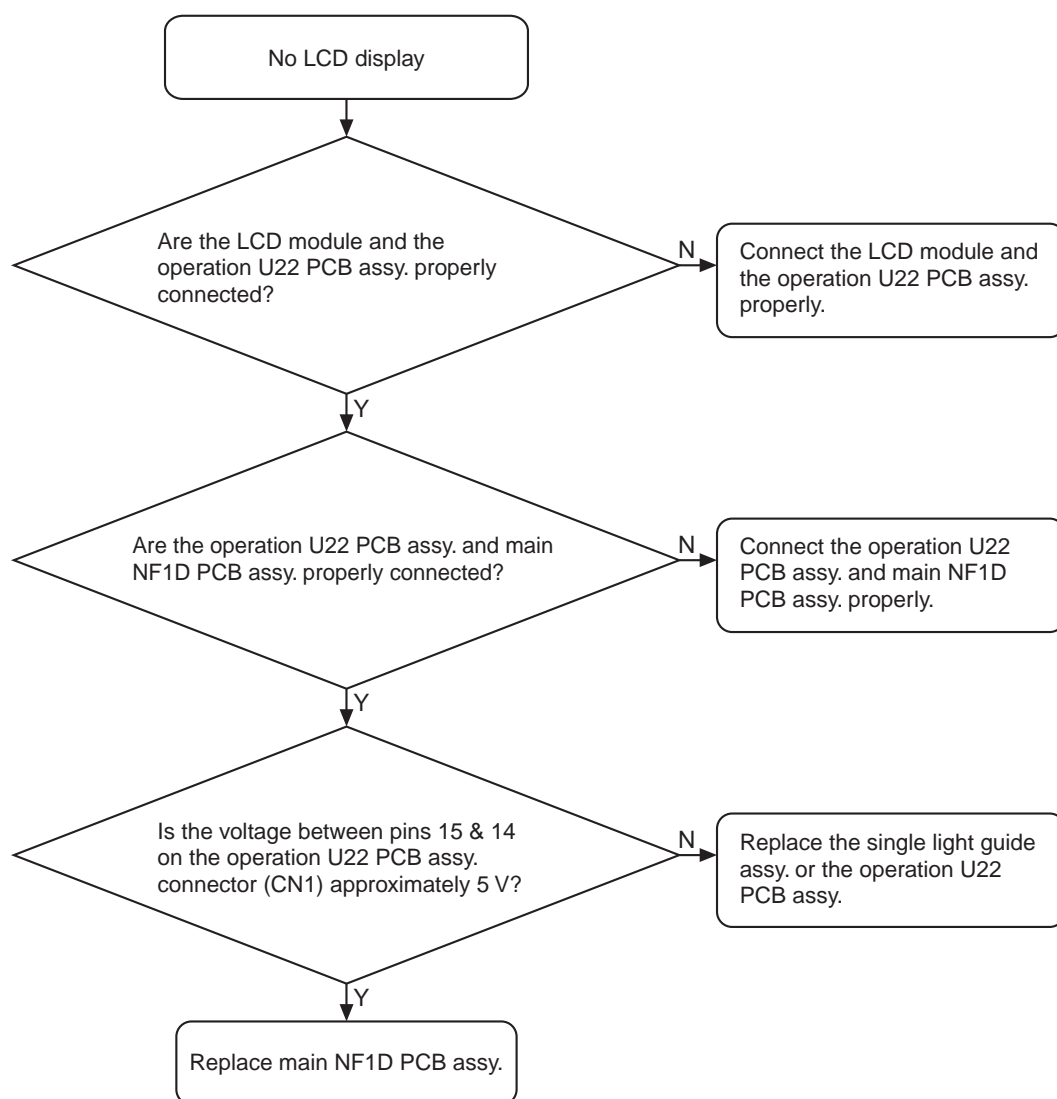 No LCD display
Are the LCD module and the
operation U22 PCB assy. properly
connected?
N
Connect the LCD module and
the operation U22 PCB assy.
properly.
Y
Are the operation U22 PCB assy. and main
NF1D PCB assy. properly connected?
N
Connect the operation U22
PCB assy. and main NF1D
PCB assy. properly.
Y
Is the voltage between pins 15 & 14
on the operation U22 PCB assy.
connector (CN1) approximately 5 V?
N
Replace the single light guide
assy. or the operation U22
PCB assy.
Y
Replace main NF1D PCB assy.